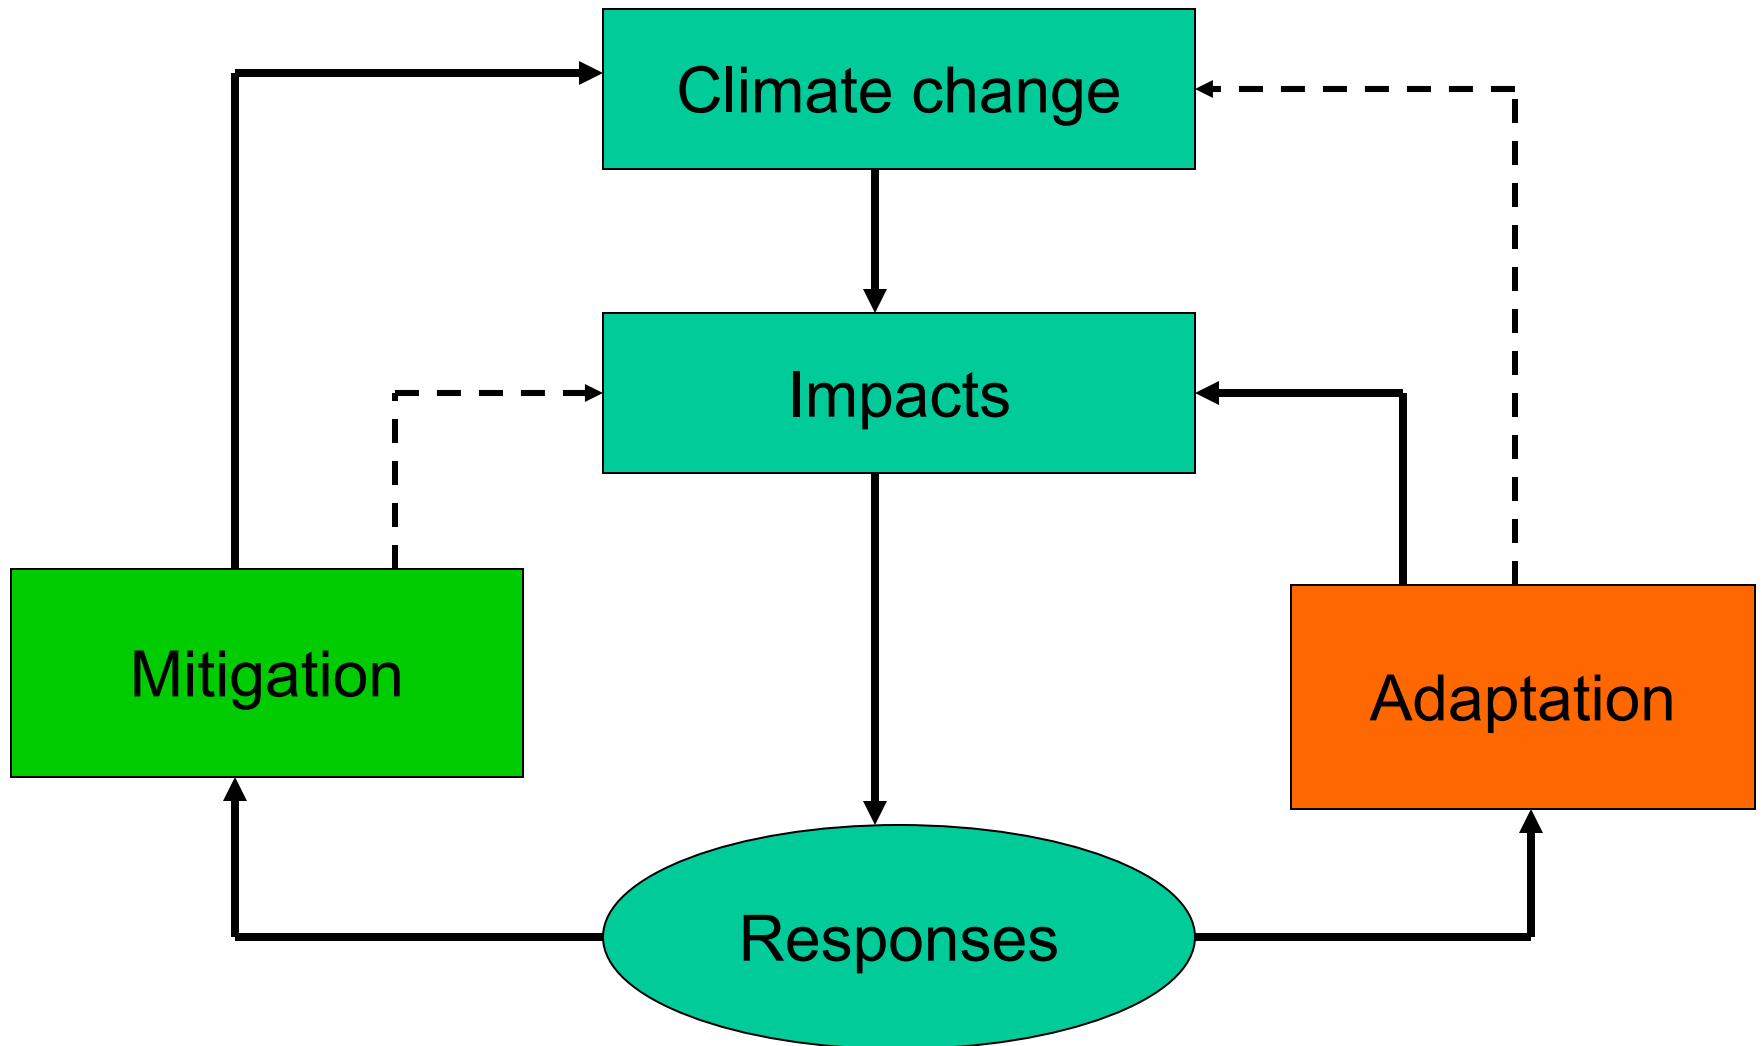 Climate change
Impacts
Mitigation
Adaptation
Responses